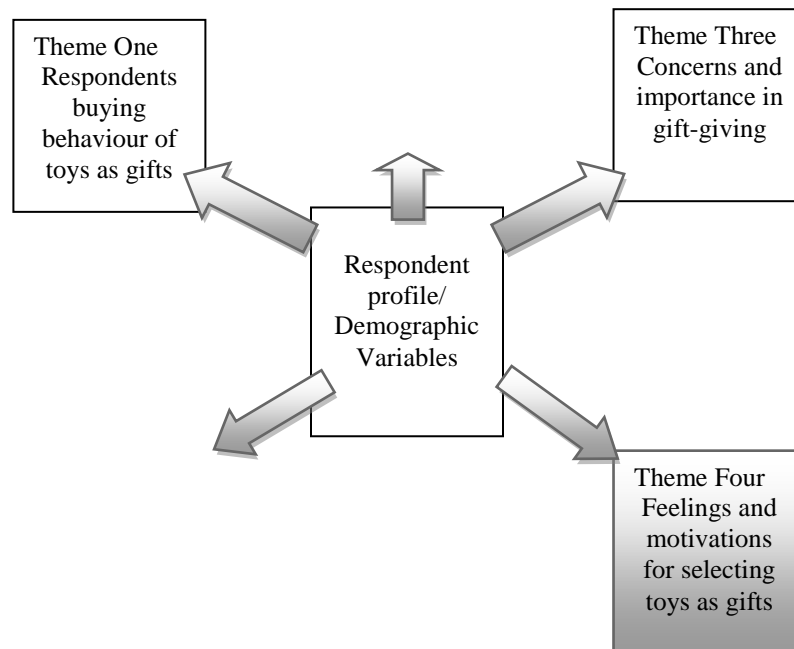 Theme One
Respondents
buying
behaviour of
toys as gifts
Theme Three
Concerns and
importance in
gift-giving
Respondent
profile/
Demographic
Variables
Theme Four
Feelings and
motivations
for selecting
toys as gifts